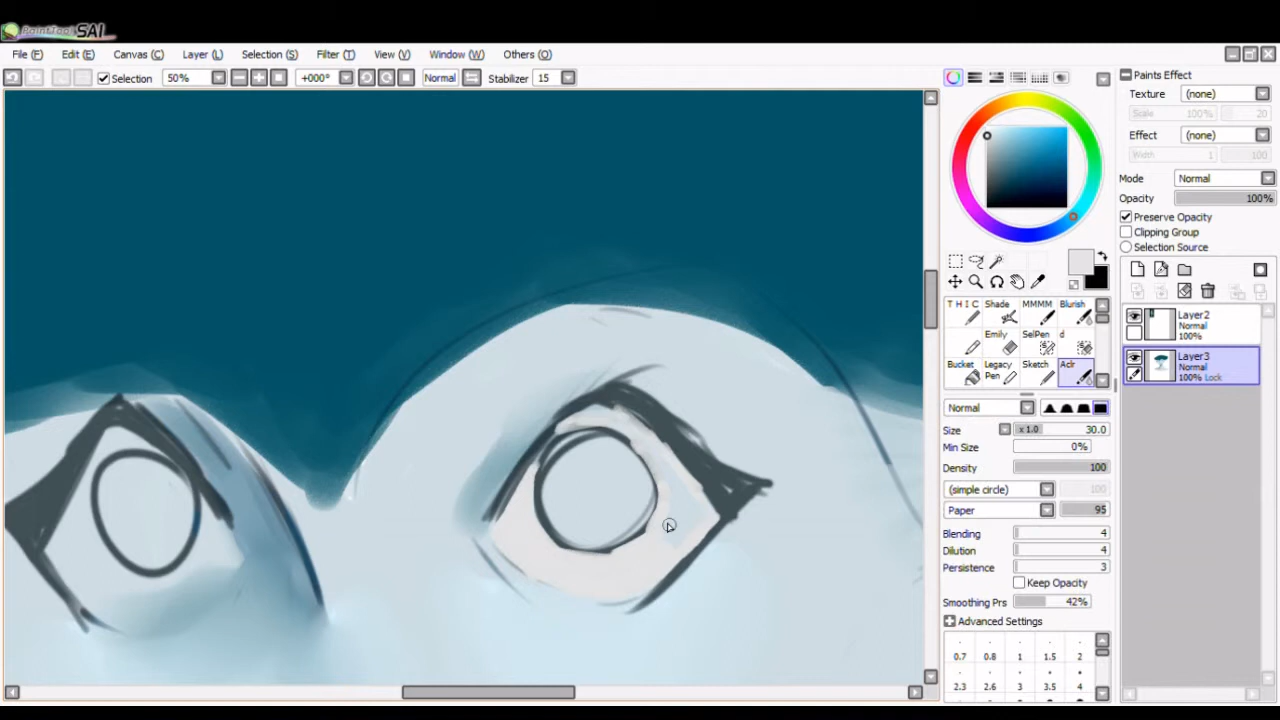 PaintTool SAI
File (F) Edit (E) Canvas (C) Layer (L) Selection (S) Filter (T) View (V) Window (W) Others (O)
Selection 50% +000° Normal Stabilizer 15
Paints Effect
Texture (none)
Scale 100% 20
Effect (none)
Width 1 100
Mode Normal
Opacity 100%
Preserve Opacity
Clipping Group
Selection Source
Layer2
Normal
100%
Layer3
Normal
100% Lock
T H I C Shade MMMM Blurish
Emily SelPen d
Bucket Legacy Pen Sketch Aclr
Normal
Size x 1.0 30.0
Min Size 0%
Density 100
(simple circle) 100
Paper 95
Blending 4
Dilution 4
Persistence 3
Keep Opacity
Smoothing Prs 42%
Advanced Settings
0.7 0.8 1 1.5 2
2.3 2.6 3 3.5 4